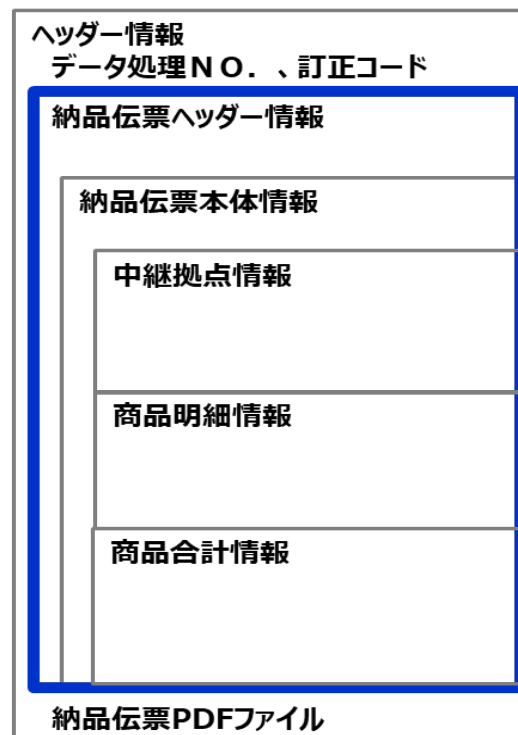 ヘッダー情報
データ処理ＮＯ．、訂正コード
納品伝票ヘッダー情報
納品伝票本体情報
中継拠点情報
商品明細情報
商品合計情報
納品伝票PDFファイル